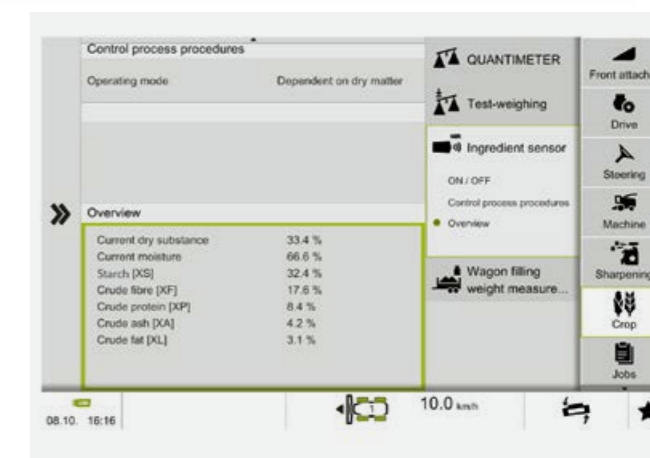 Control process procedures
Operating mode Dependent on dry matter
Overview
Current dry substance 33.4 %
Current moisture 66.6 %
Starch [XS] 32.4 %
Crude fibre [XF] 17.6 %
Crude protein [XP] 8.4 %
Crude ash [XA] 4.2 %
Crude fat [XL] 3.1 %
QUANTIMETER
Test-weighing
Ingredient sensor
ON / OFF
Control process procedures
Overview
Wagon filling
weight measure...
Front attach
Drive
Steering
Machine
Sharpening
Crop
Jobs
08.10. 16:16
1
10.0 km/h